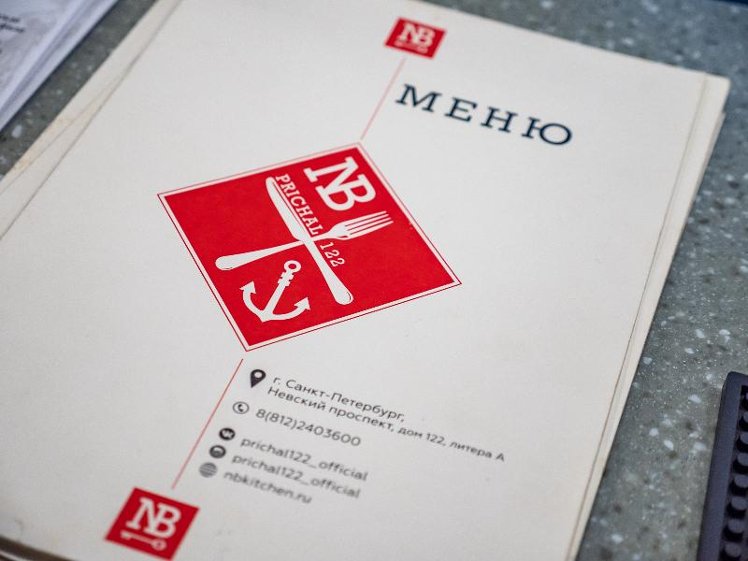 NB
МЕНЮ
NB
PRICHAL 122
г. Санкт-Петербург,
Невский проспект, дом 122, литера А
8(812)2403600
prichal122_official
prichal122_official
nbkitchen.ru
NB